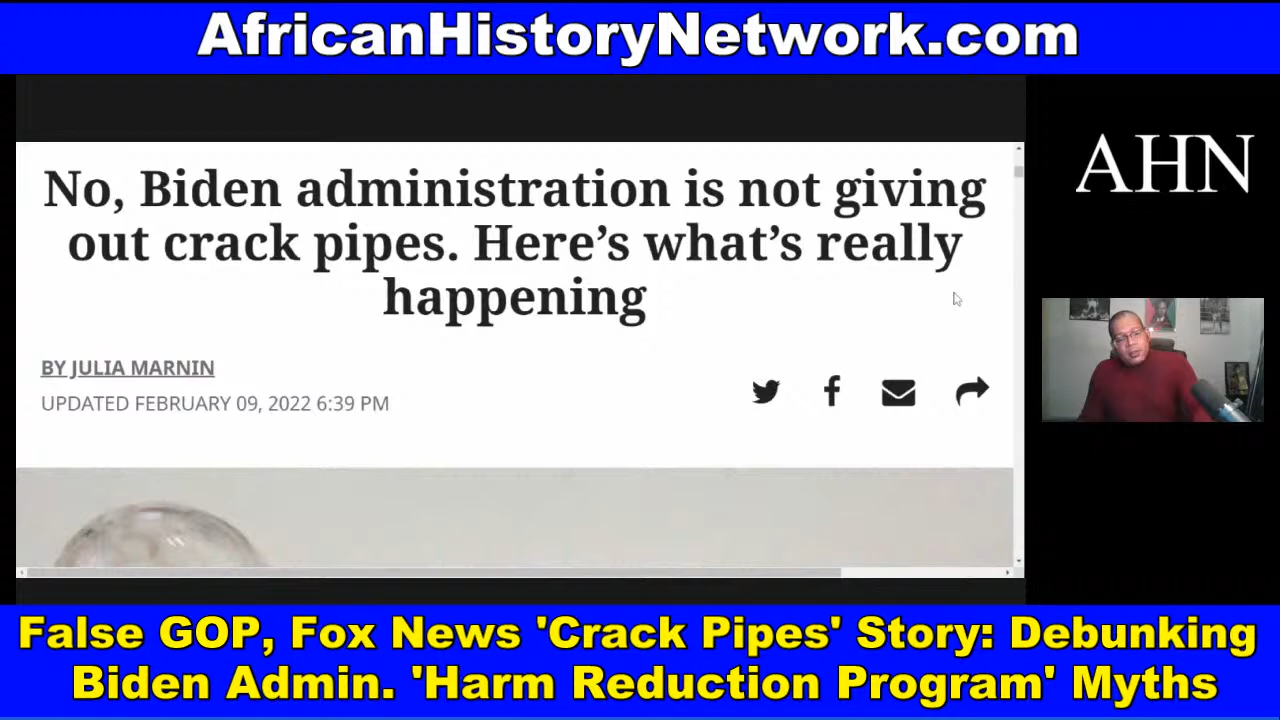 AfricanHistoryNetwork.com
No, Biden administration is not giving
out crack pipes. Here’s what’s really
happening
BY JULIA MARNIN
UPDATED FEBRUARY 09, 2022 6:39 PM
AHN
False GOP, Fox News 'Crack Pipes' Story: Debunking
Biden Admin. 'Harm Reduction Program' Myths